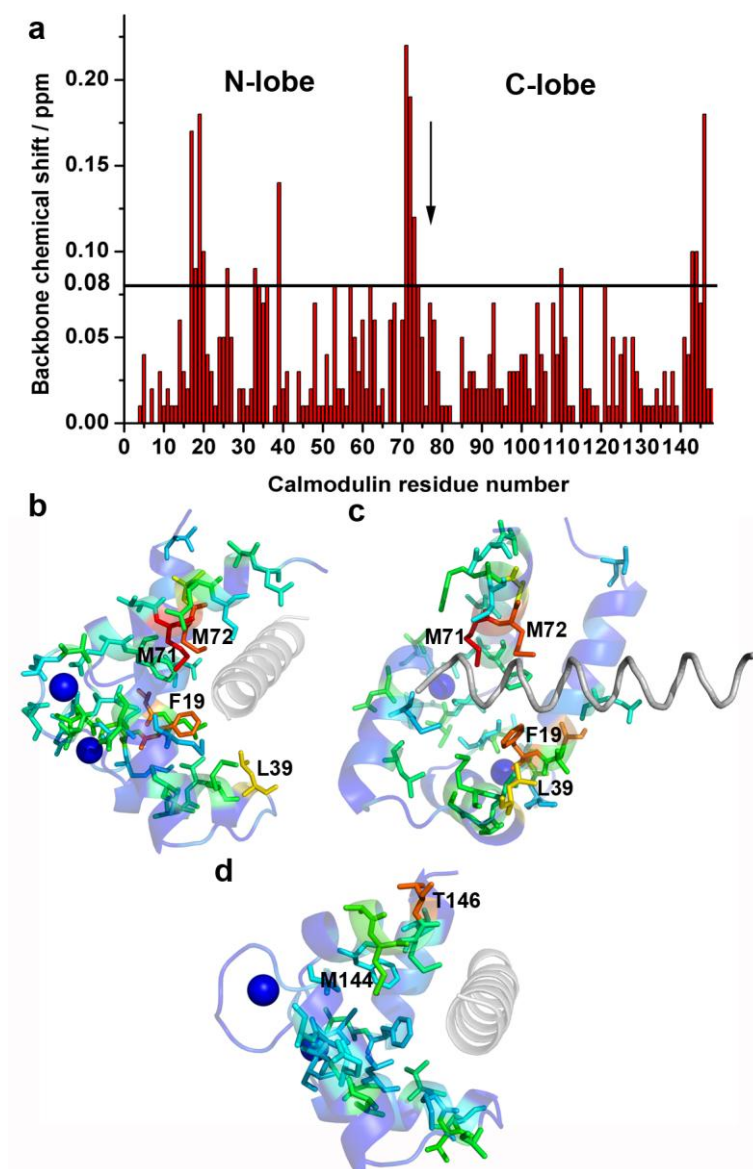 a
N-lobe
C-lobe
Backbone chemical shift / ppm
0.20
0.15
0.10
0.08
0.05
0.00
0 10 20 30 40 50 60 70 80 90 100 110 120 130 140
Calmodulin residue number
b
M71
M72
F19
L39
c
M71
M72
F19
L39
d
T146
M144